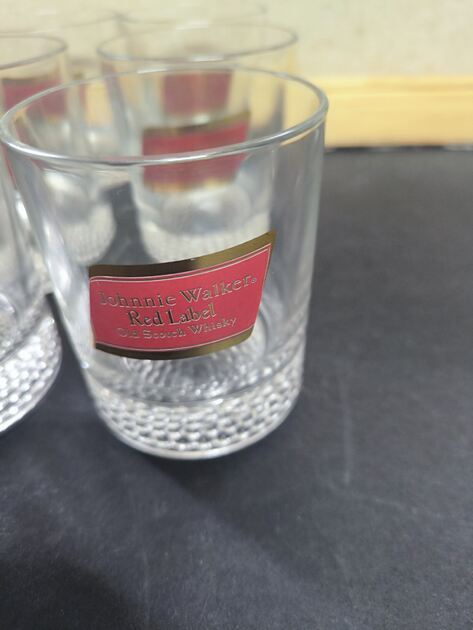 Johnnie Walker®
Red Label
Old Scotch Whisky